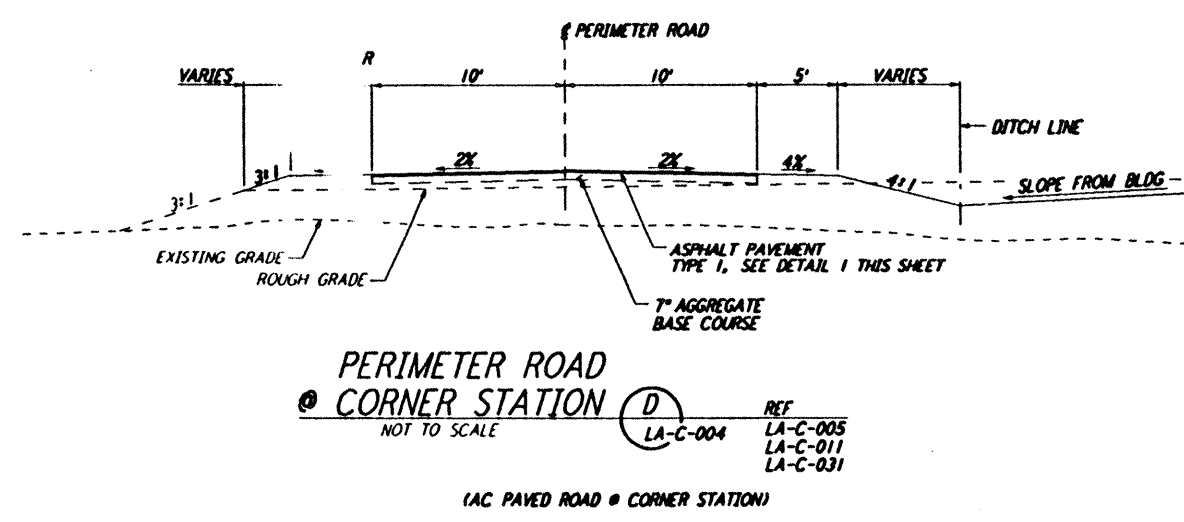 ℄ PERIMETER ROAD
R
VARIES
10'
10'
5'
VARIES
DITCH LINE
2%
2%
4%
3:1
3:1
4:1
SLOPE FROM BLDG
EXISTING GRADE
ROUGH GRADE
ASPHALT PAVEMENT
TYPE 1, SEE DETAIL 1 THIS SHEET
7" AGGREGATE
BASE COURSE
PERIMETER ROAD
@ CORNER STATION
NOT TO SCALE
D
LA-C-004
REF
LA-C-005
LA-C-011
LA-C-031
(AC PAVED ROAD @ CORNER STATION)